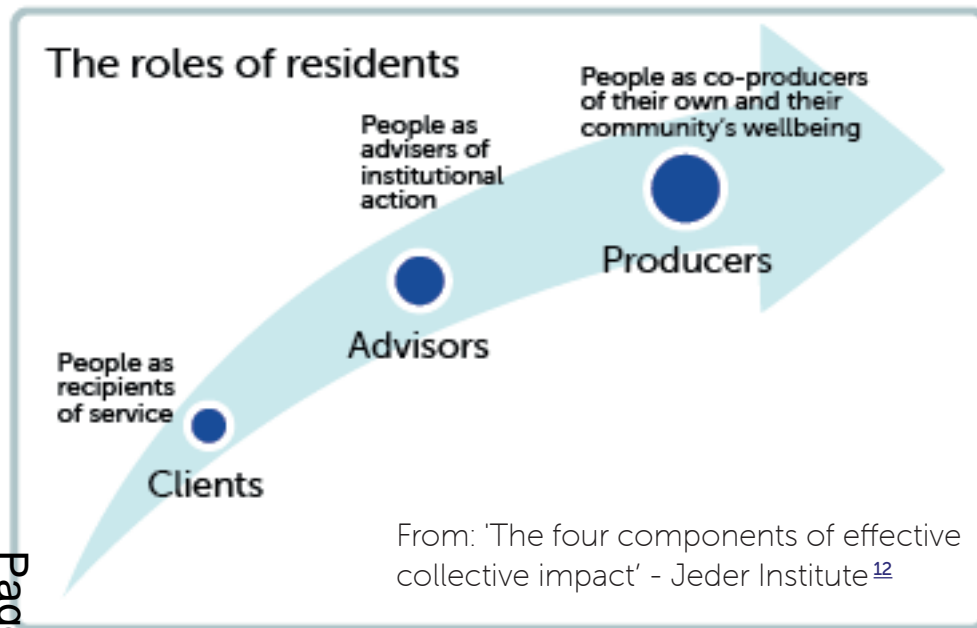 The roles of residents
People as co-producers
of their own and their
community's wellbeing
People as
advisers of
institutional
action
Producers
Advisors
People as
recipients
of service
Clients
From: 'The four components of effective
collective impact’ - Jeder Institute 12
Pag